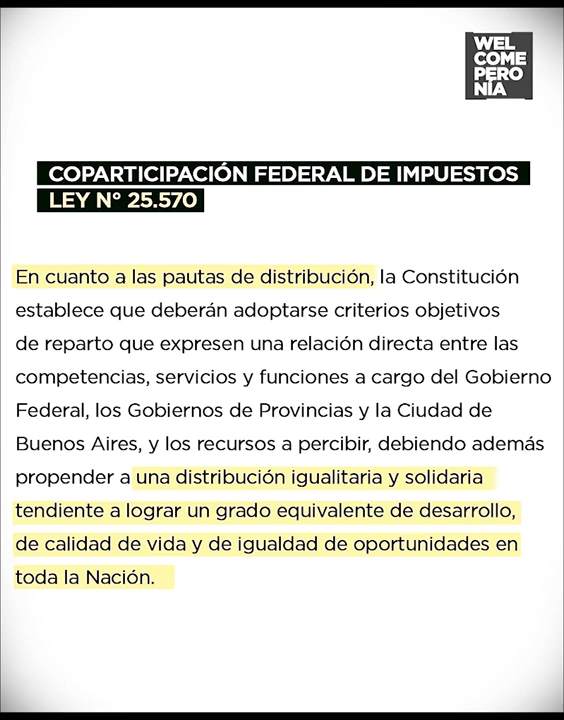 WEL
COME
PERO
NÍA
COPARTICIPACIÓN FEDERAL DE IMPUESTOS
LEY Nº 25.570
En cuanto a las pautas de distribución, la Constitución
establece que deberán adoptarse criterios objetivos
de reparto que expresen una relación directa entre las
competencias, servicios y funciones a cargo del Gobierno
Federal, los Gobiernos de Provincias y la Ciudad de
Buenos Aires, y los recursos a percibir, debiendo además
propender a una distribución igualitaria y solidaria
tendiente a lograr un grado equivalente de desarrollo,
de calidad de vida y de igualdad de oportunidades en
toda la Nación.